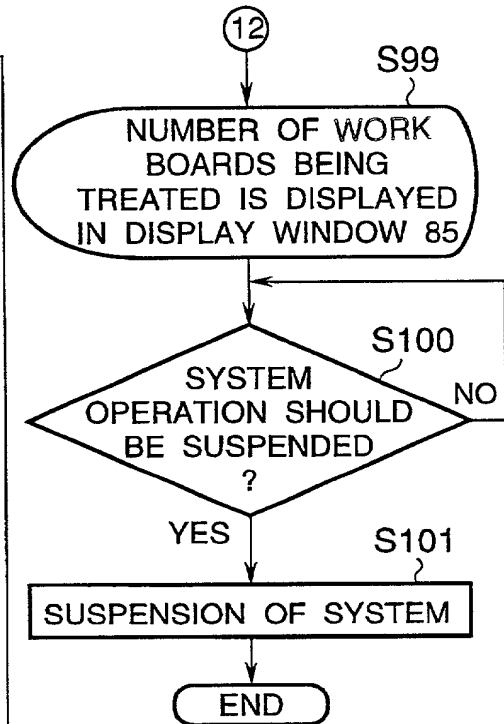 12
S99
NUMBER OF WORK
BOARDS BEING
TREATED IS DISPLAYED
IN DISPLAY WINDOW 85
S100
SYSTEM
OPERATION SHOULD
BE SUSPENDED
?
NO
YES
S101
SUSPENSION OF SYSTEM
END